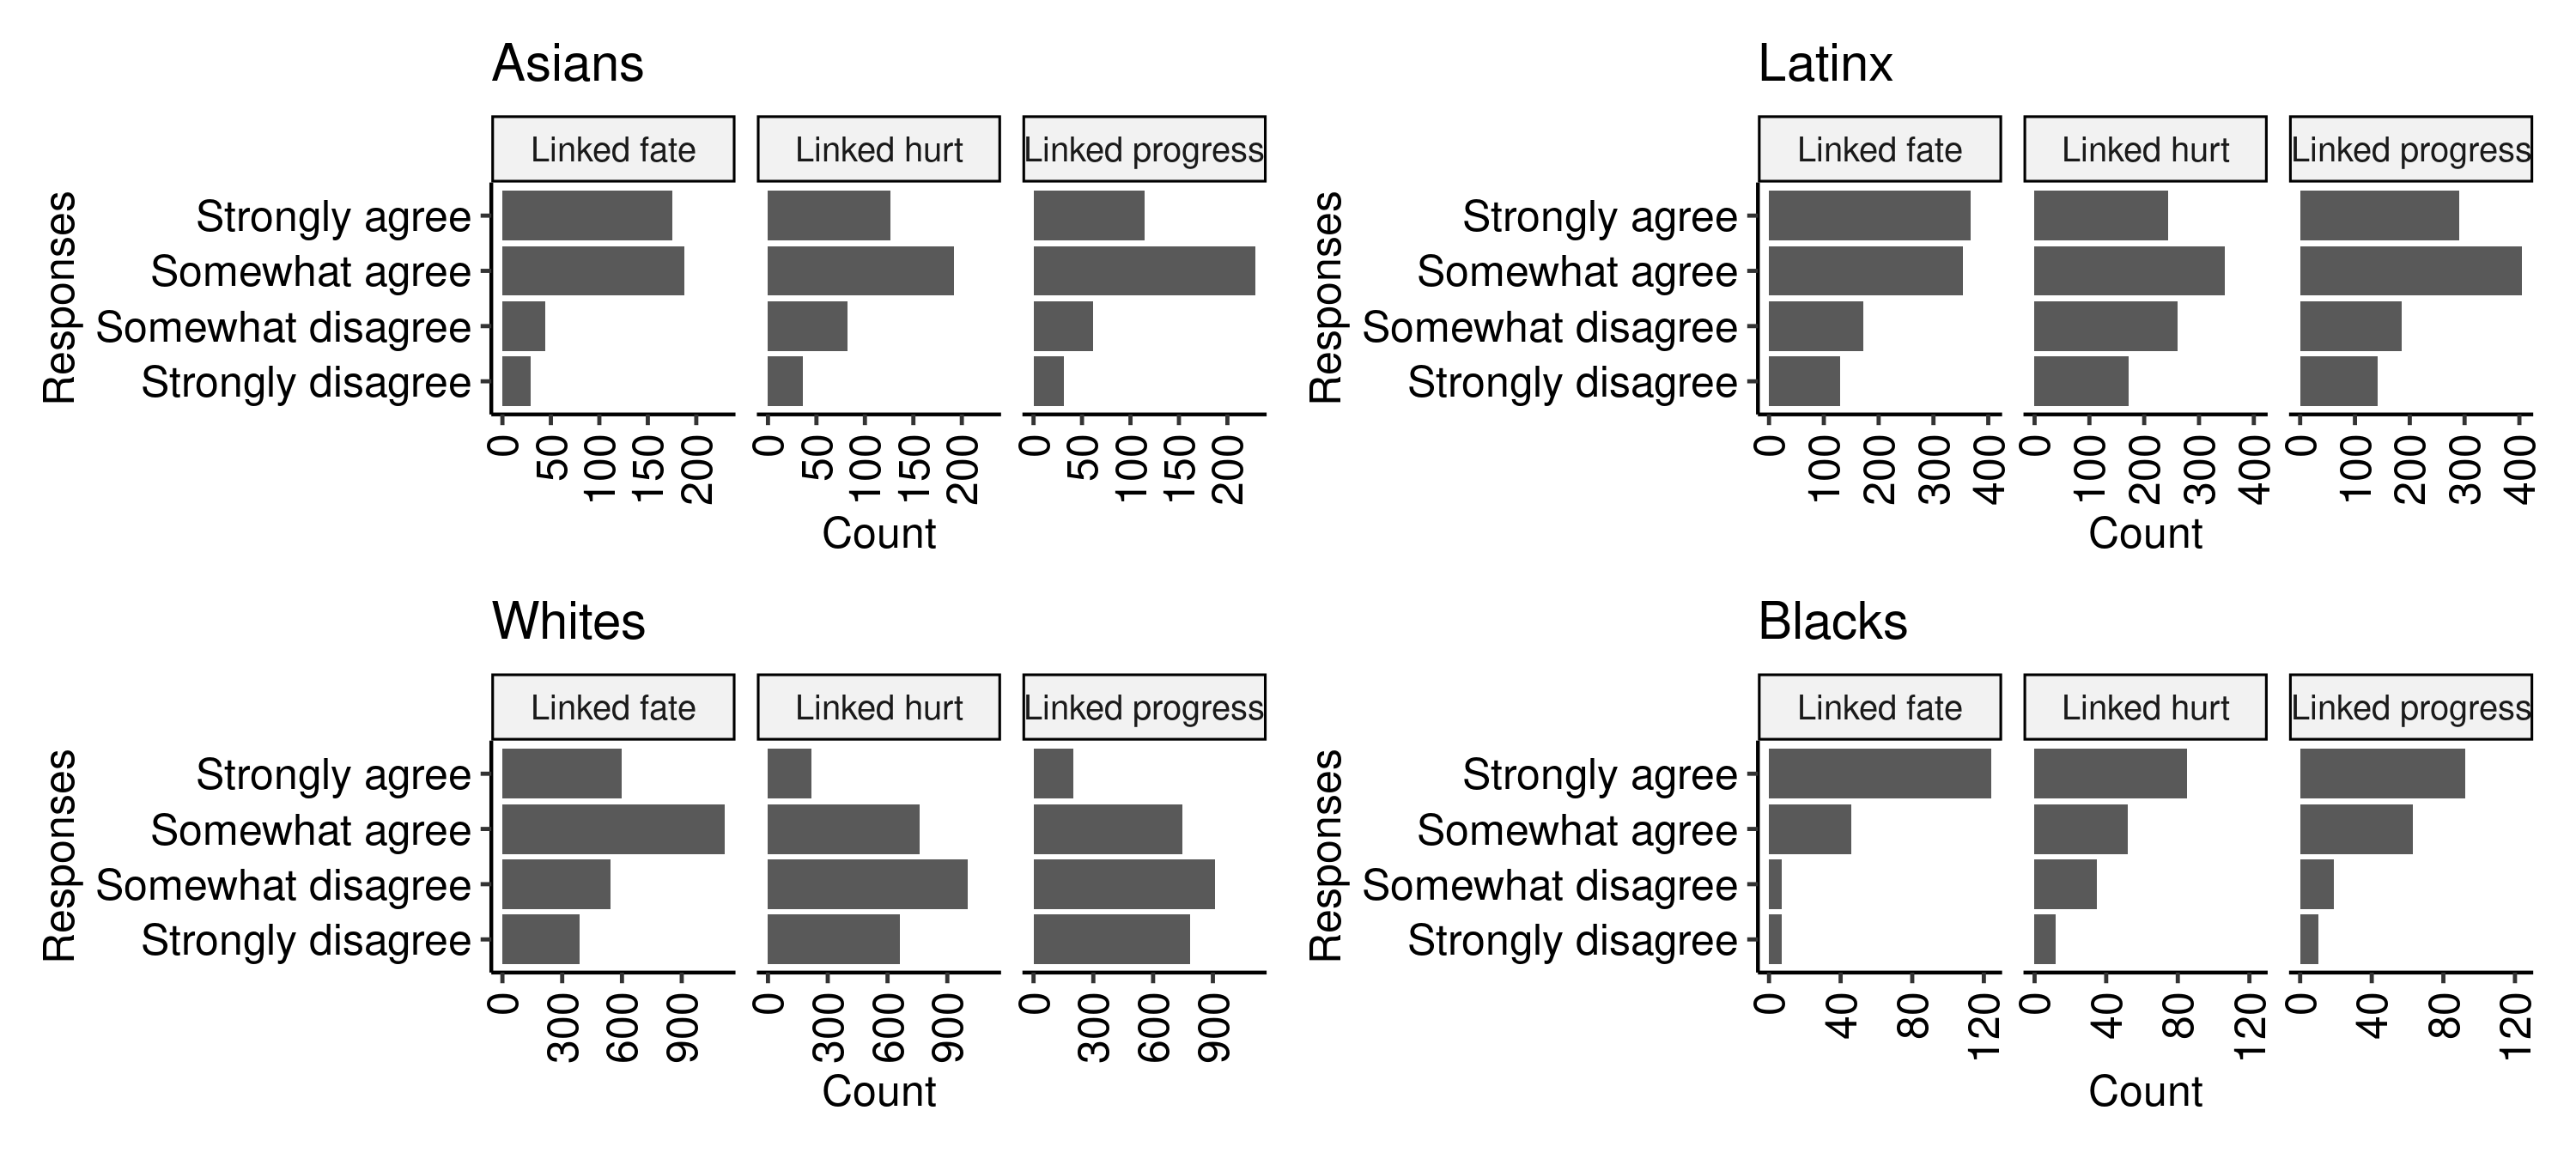 Asians
Linked fate Linked hurt Linked progress
Responses
Strongly agree
Somewhat agree
Somewhat disagree
Strongly disagree
0 50 100 150 200 0 50 100 150 200 0 50 100 150 200
Count
Latinx
Linked fate Linked hurt Linked progress
Responses
Strongly agree
Somewhat agree
Somewhat disagree
Strongly disagree
0 100 200 300 400 0 100 200 300 400 0 100 200 300 400
Count
Whites
Linked fate Linked hurt Linked progress
Responses
Strongly agree
Somewhat agree
Somewhat disagree
Strongly disagree
0 300 600 900 0 300 600 900 0 300 600 900
Count
Blacks
Linked fate Linked hurt Linked progress
Responses
Strongly agree
Somewhat agree
Somewhat disagree
Strongly disagree
0 40 80 120 0 40 80 120 0 40 80 120
Count